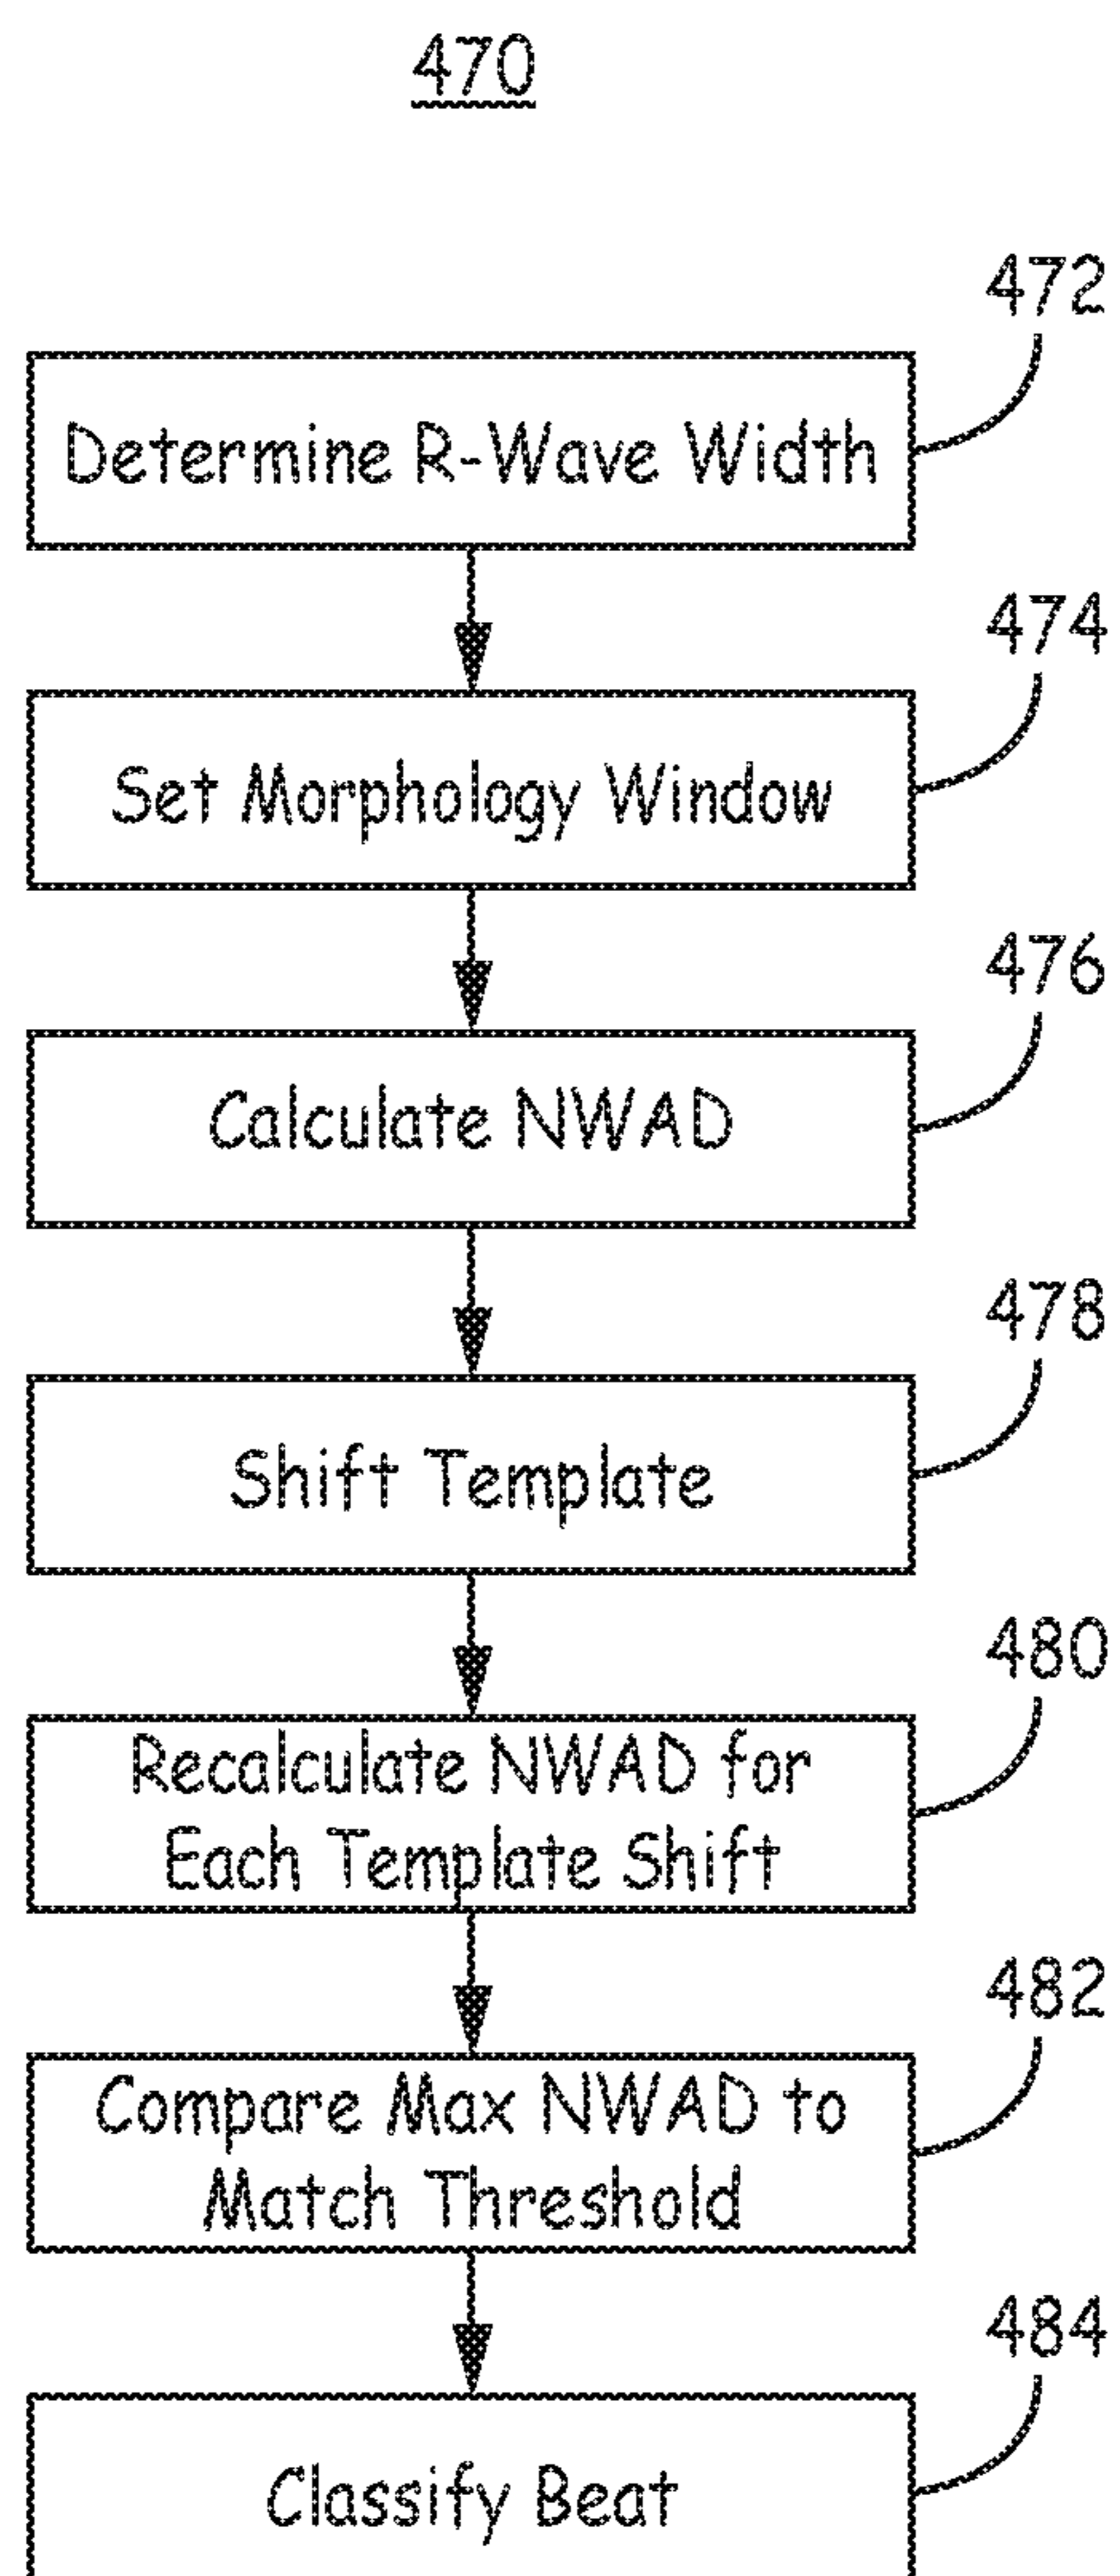 470
472
Determine R-Wave Width
474
Set Morphology Window
476
Calculate NWAD
478
Shift Template
480
Recalculate NWAD for
Each Template Shift
482
Compare Max NWAD to
Match Threshold
484
Classify Beat